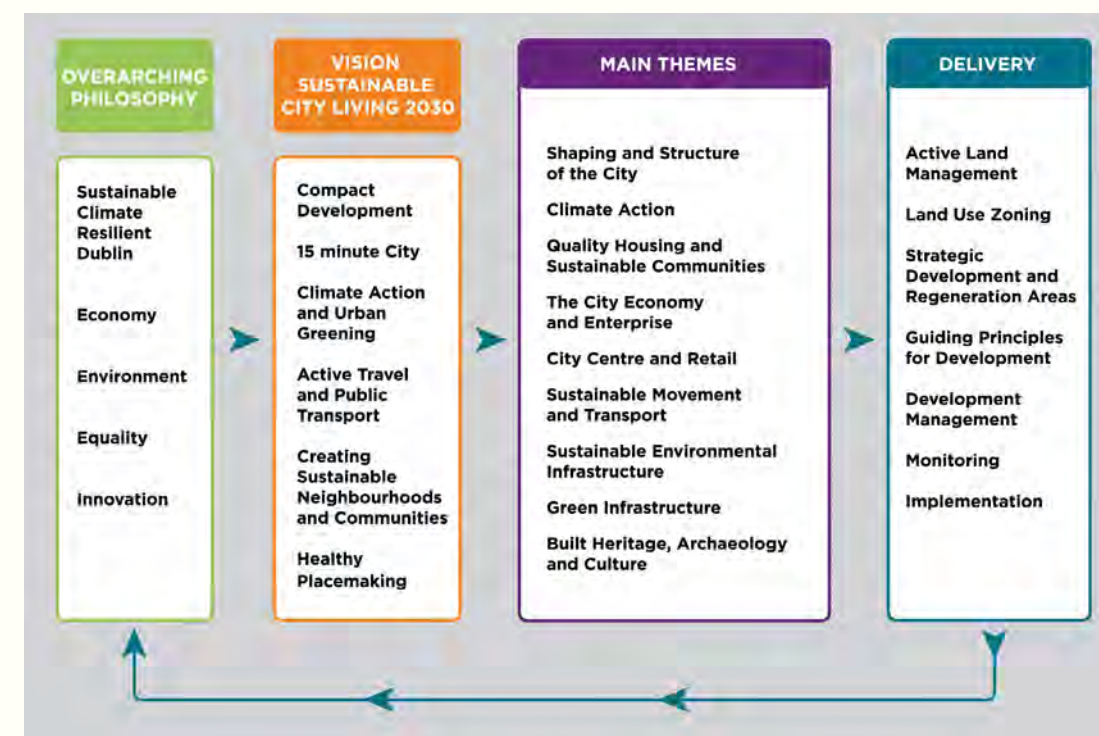 OVERARCHING
PHILOSOPHY
Sustainable
Climate
Resilient
Dublin
Economy
Environment
Equality
Innovation
VISION
SUSTAINABLE
CITY LIVING 2030
Compact
Development
15 minute City
Climate Action
and Urban
Greening
Active Travel
and Public
Transport
Creating
Sustainable
Neighbourhoods
and Communities
Healthy
Placemaking
MAIN THEMES
Shaping and Structure
of the City
Climate Action
Quality Housing and
Sustainable Communities
The City Economy
and Enterprise
City Centre and Retail
Sustainable Movement
and Transport
Sustainable Environmental
Infrastructure
Green Infrastructure
Built Heritage, Archaeology
and Culture
DELIVERY
Active Land
Management
Land Use Zoning
Strategic
Development and
Regeneration Areas
Guiding Principles
for Development
Development
Management
Monitoring
Implementation